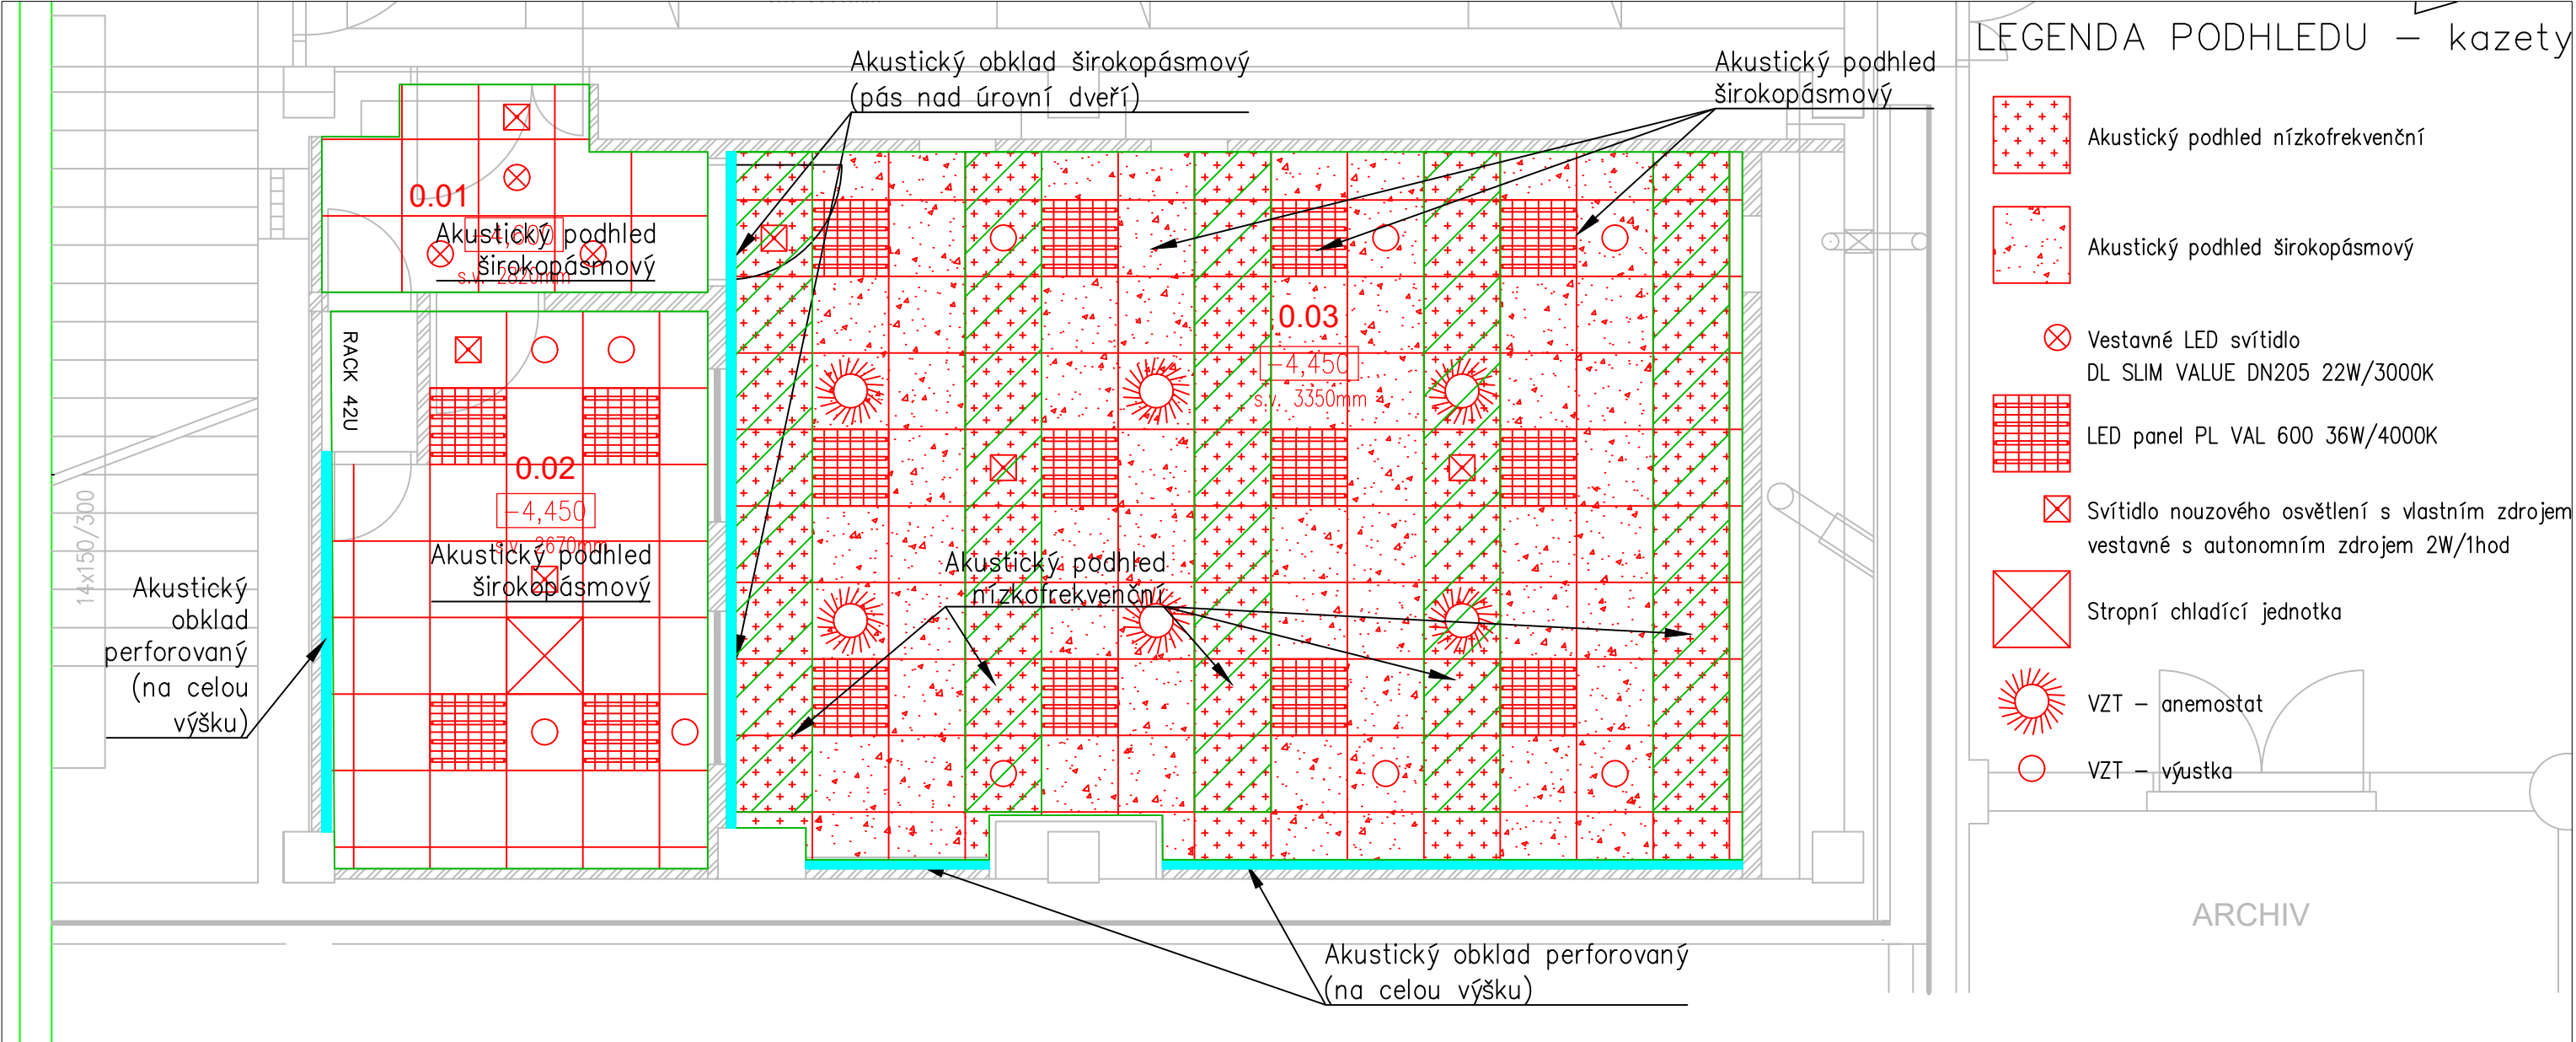 Akustický obklad širokopásmový
(pás nad úrovní dveří)
Akustický podhled
širokopásmový
LEGENDA PODHLEDU – kazety
Akustický podhled nízkofrekvenční
Akustický podhled širokopásmový
Vestavné LED svítidlo
DL SLIM VALUE DN205 22W/3000K
LED panel PL VAL 600 36W/4000K
Svítidlo nouzového osvětlení s vlastním zdrojem
vestavné s autonomním zdrojem 2W/1hod
Stropní chladící jednotka
VZT – anemostat
VZT – výustka
ARCHIV
0.01
-4,600
Akustický podhled
širokopásmový
s.v. 2820mm
RACK 42U
0.02
-4,450
s.v. 2670mm
Akustický podhled
širokopásmový
0.03
-4,450
s.v. 3350mm
Akustický podhled
nízkofrekvenční
14x150/300
Akustický
obklad
perforovaný
(na celou
výšku)
Akustický obklad perforovaný
(na celou výšku)